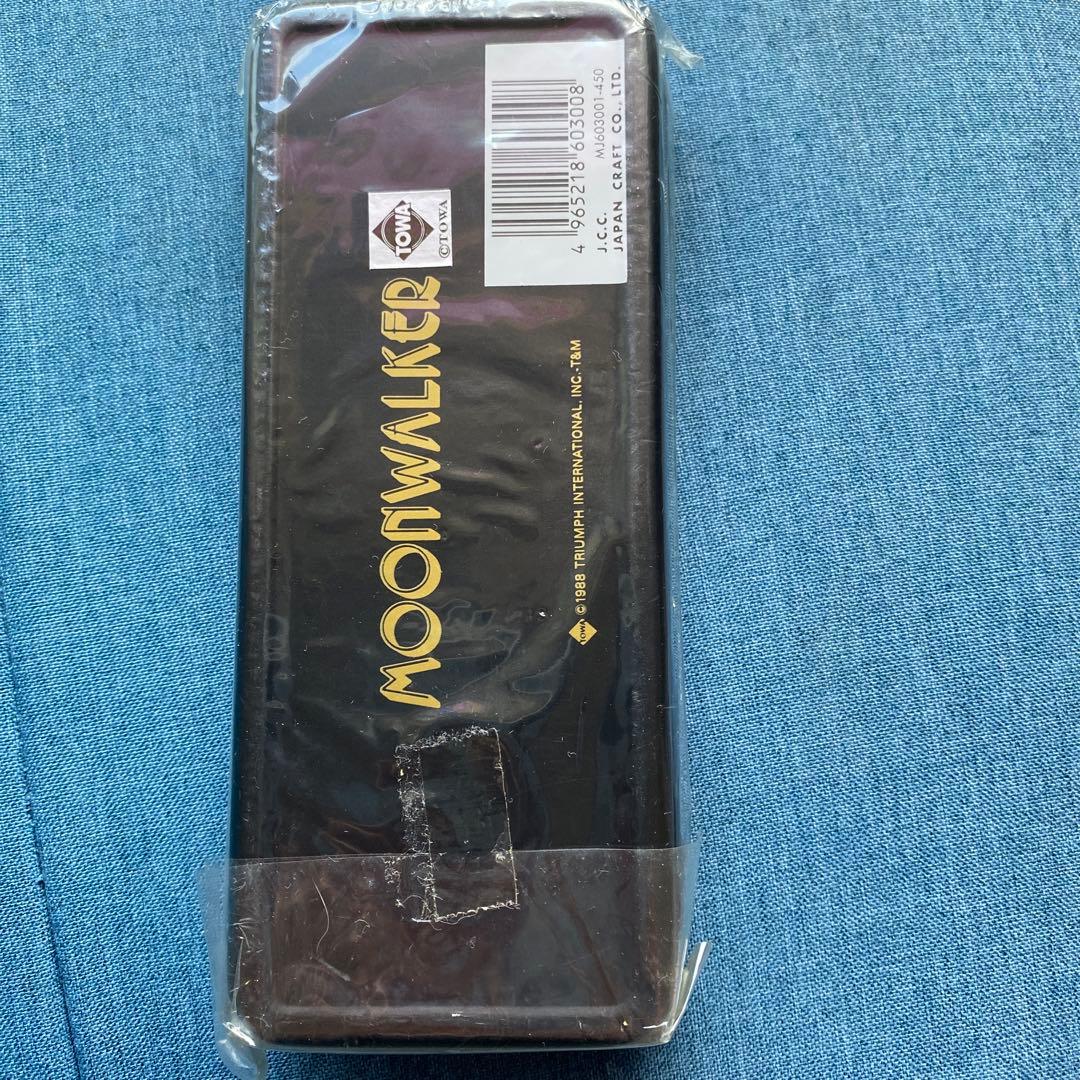 MOONWALKER
TOWA
©TOWA
4 965218 603008
MJ603001-450
J.C.C.
JAPAN CRAFT CO., LTD.
TOWA ©1988 TRIUMPH INTERNATIONAL, INC.-T&M